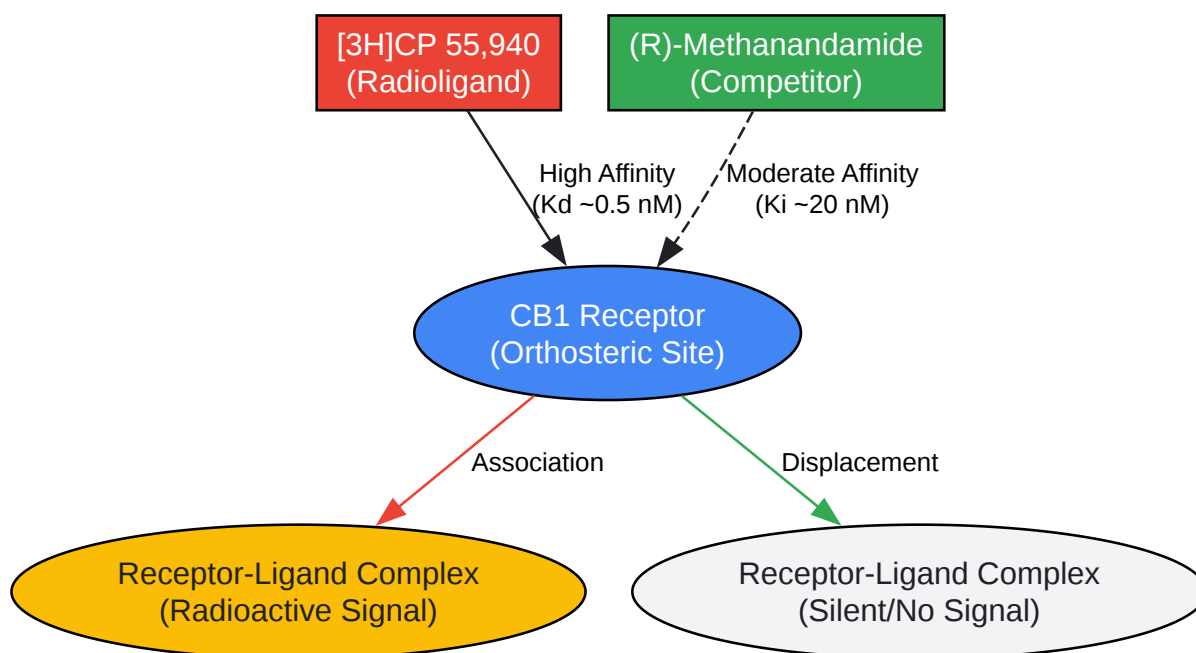 [3H]CP 55,940
(Radioligand)
(R)-Methanandamide
(Competitor)
High Affinity
(Kd ~0.5 nM)
Moderate Affinity
(Ki ~20 nM)
CB1 Receptor
(Orthosteric Site)
Association
Displacement
Receptor-Ligand Complex
(Radioactive Signal)
Receptor-Ligand Complex
(Silent/No Signal)